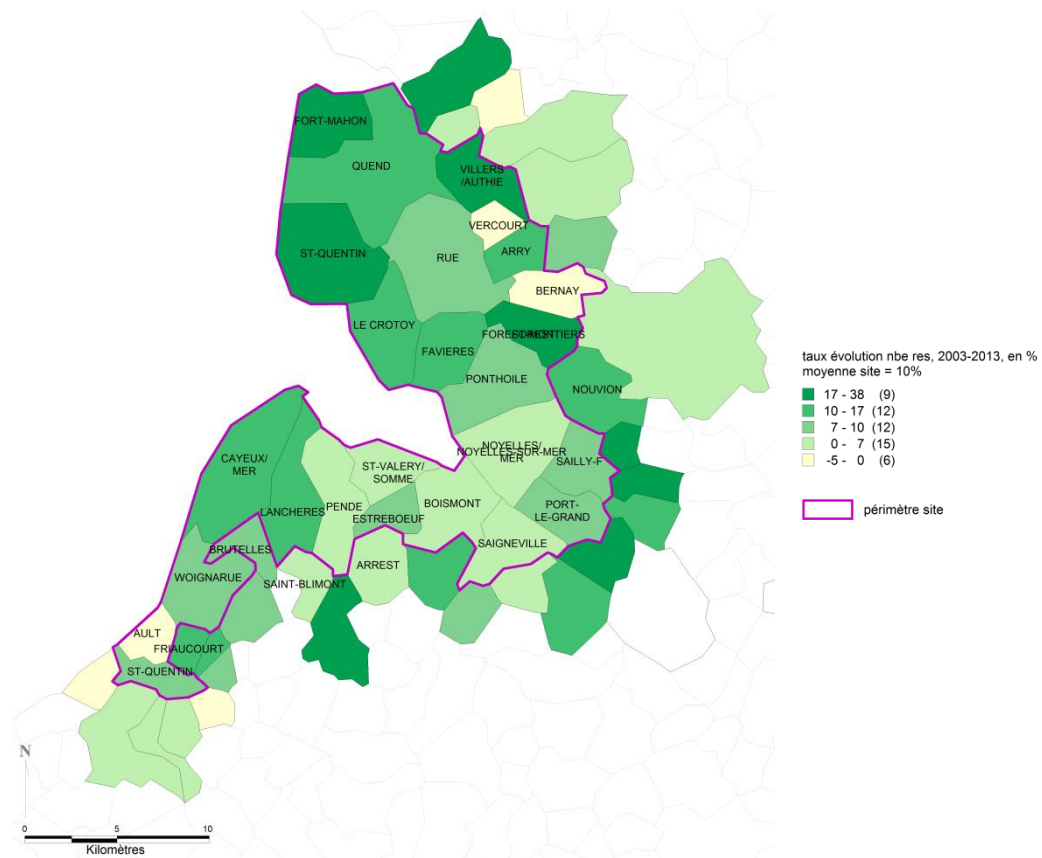 FORT-MAHON
QUEND
VILLERS
/AUTHIE
VERCOURT
ST-QUENTIN
RUE
ARRY
BERNAY
LE CROTOY
FAVIERES
PONTHOILE
NOUVION
NOYELLES/
MER
NOYELLES-SUR-MER
SAILLY-F
CAYEUX/
MER
ST-VALERY/
SOMME
LANCHERES
PENDE
ESTREBOEUF
BOISMONT
PORT-
LE-GRAND
SAIGNEVILLE
BRUTELLES
WOIGNARUE
SAINT-BLIMONT
ARREST
AULT
FRIAUCOURT
ST-QUENTIN
taux évolution nbe res, 2003-2013, en %
moyenne site = 10%
17 - 38 (9)
10 - 17 (12)
7 - 10 (12)
0 - 7 (15)
-5 - 0 (6)
périmètre site
N
0 5 10
Kilomètres